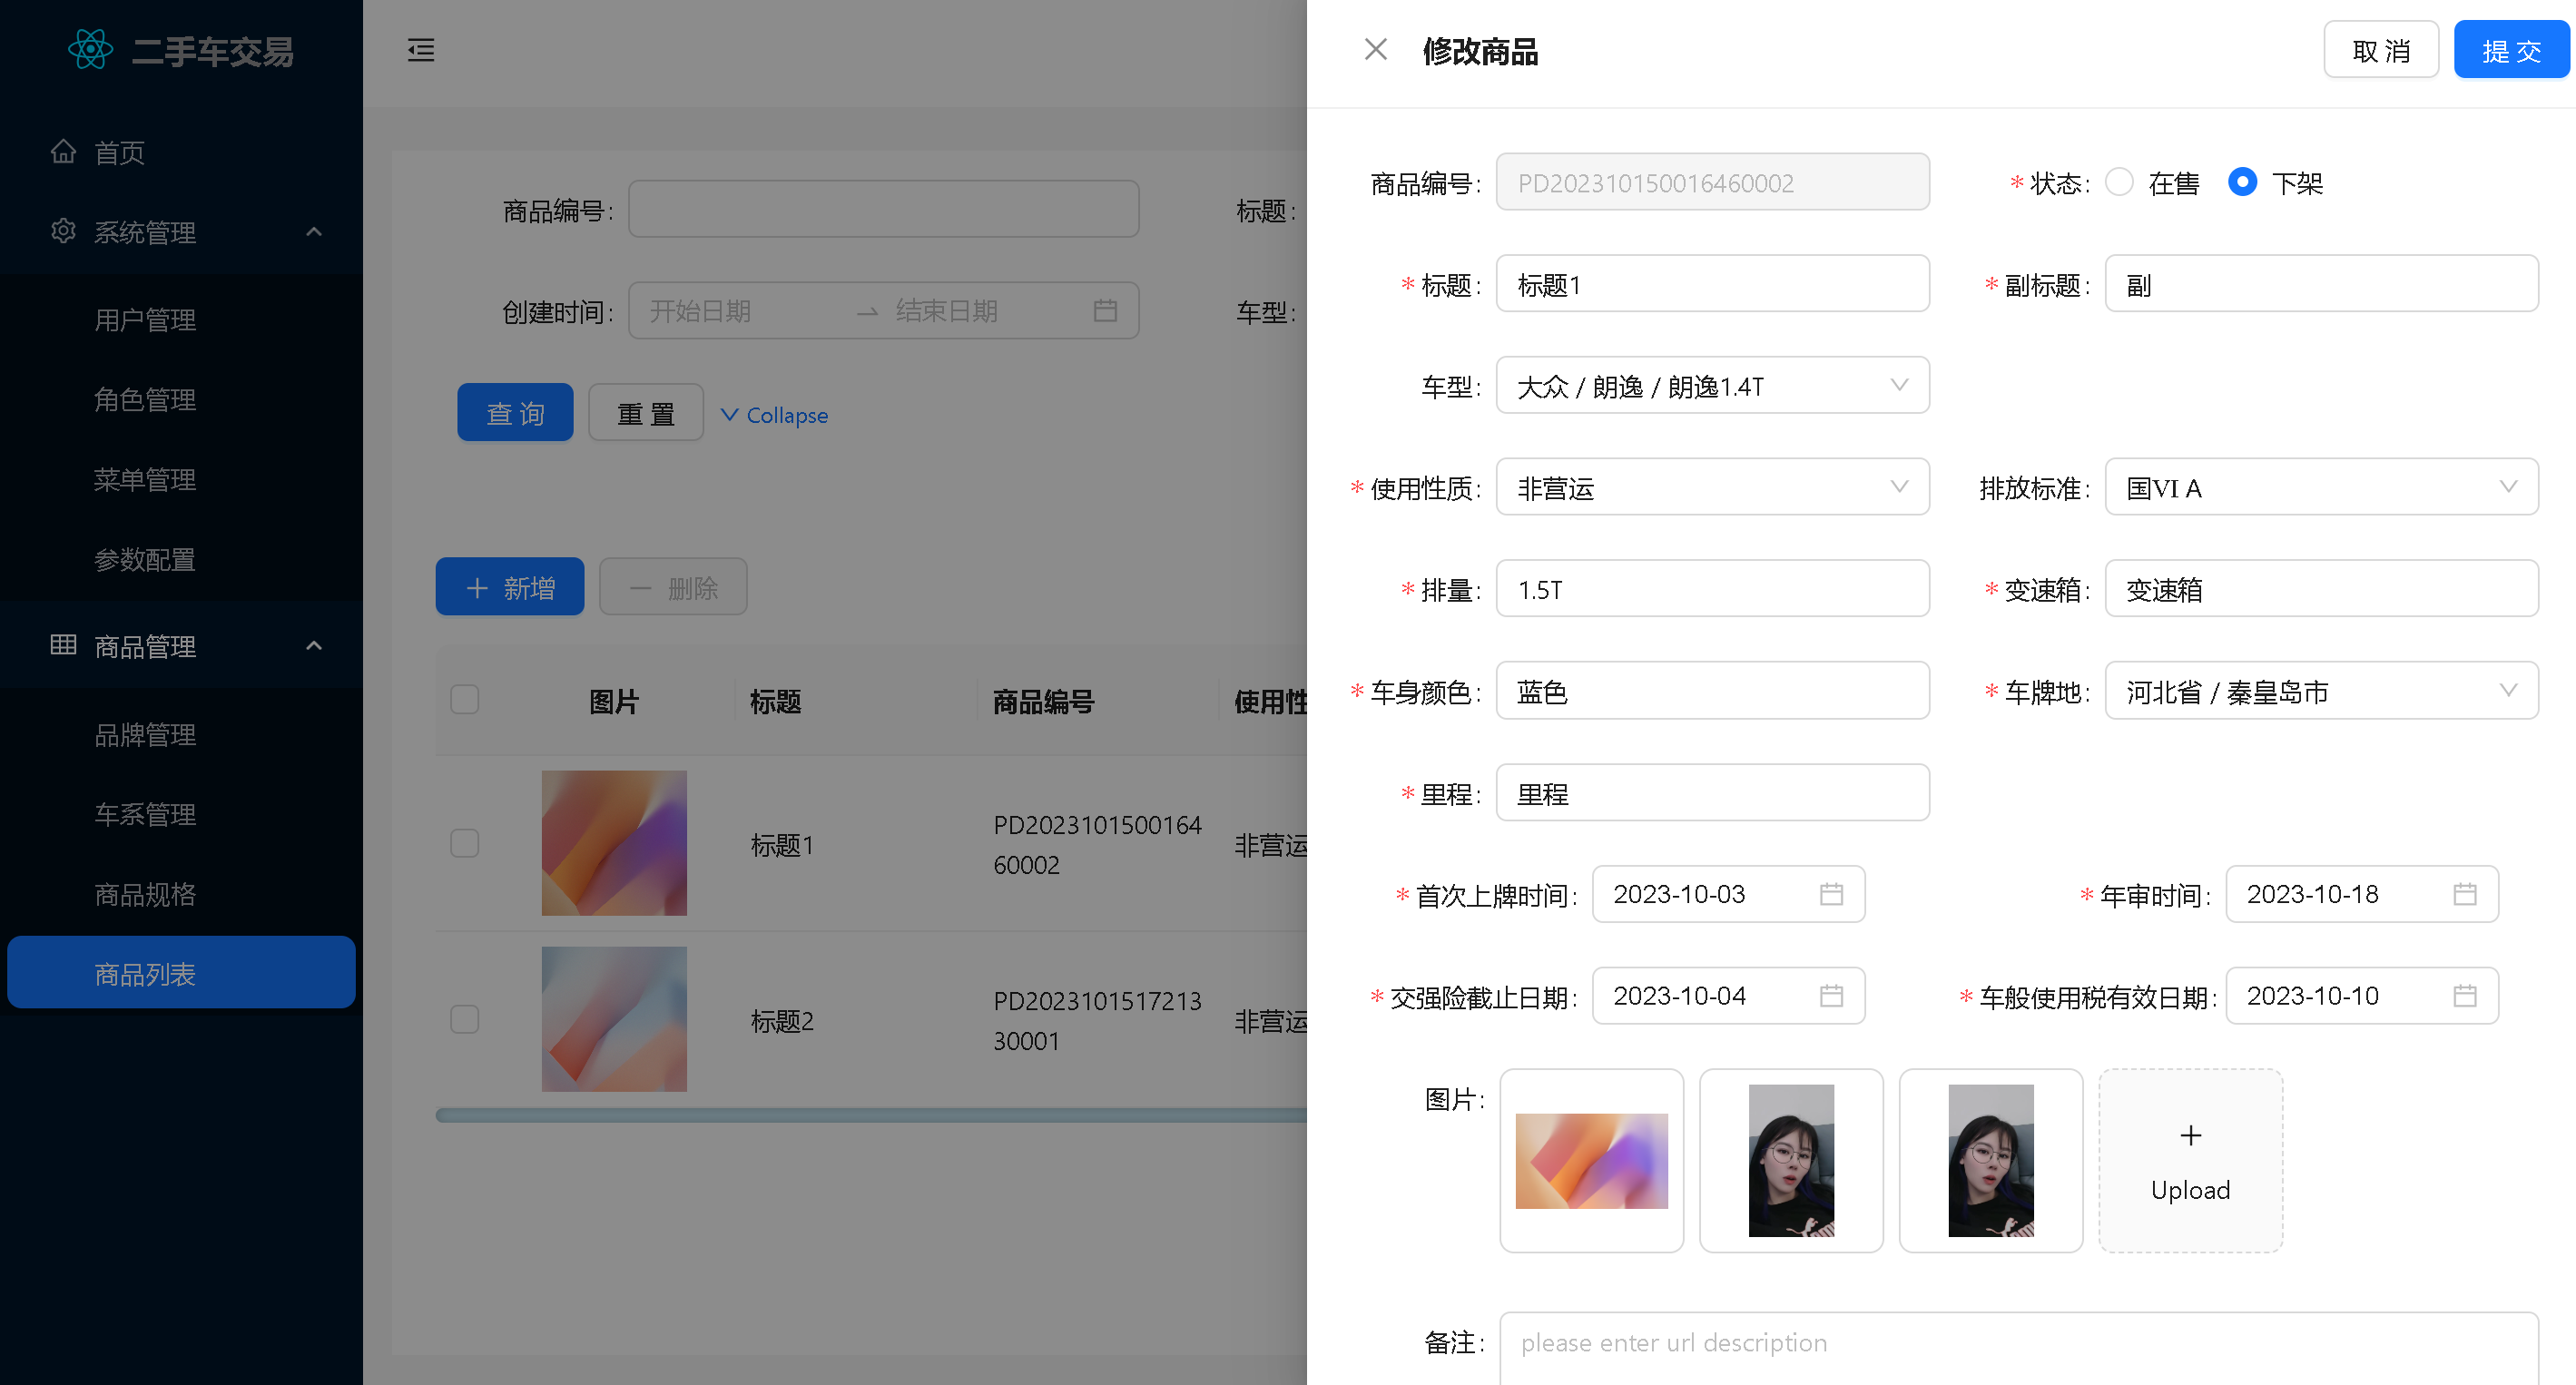 二手车交易
首页
系统管理
用户管理
角色管理
菜单管理
参数配置
商品管理
品牌管理
车系管理
商品规格
商品列表
商品编号:
标题:
创建时间: 开始日期 结束日期
车型:
查 询 重 置 Collapse
新增 删除
图片 标题 商品编号 使用性
标题1 PD2023101500164
60002 非营运
标题2 PD2023101517213
30001 非营运
修改商品 取 消 提 交
商品编号: PD202310150016460002 * 状态: 在售 下架
* 标题: 标题1 * 副标题: 副
车型: 大众 / 朗逸 / 朗逸1.4T
* 使用性质: 非营运 排放标准: 国VI A
* 排量: 1.5T * 变速箱: 变速箱
* 车身颜色: 蓝色 * 车牌地: 河北省 / 秦皇岛市
* 里程: 里程
* 首次上牌时间: 2023-10-03 * 年审时间: 2023-10-18
* 交强险截止日期: 2023-10-04 * 车般使用税有效日期: 2023-10-10
图片: Upload
备注: please enter url description